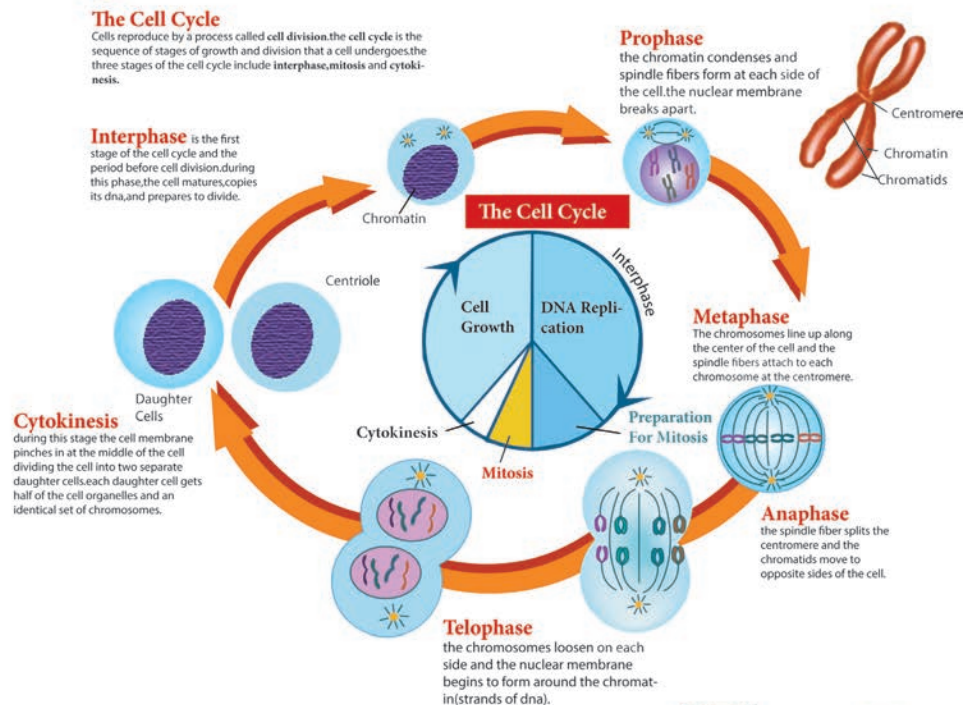 The Cell Cycle
Cells reproduce by a process called cell division.the cell cycle is the
sequence of stages of growth and division that a cell undergoes.the
three stages of the cell cycle include interphase,mitosis and cytoki-
nesis.
Prophase
the chromatin condenses and
spindle fibers form at each side of
the cell.the nuclear membrane
breaks apart.
Centromere
Chromatin
Chromatids
Interphase is the first
stage of the cell cycle and the
period before cell division.during
this phase,the cell matures,copies
its dna,and prepares to divide.
Chromatin
The Cell Cycle
Interphase
Cell
Growth
DNA Repli-
cation
Centriole
Metaphase
The chromosomes line up along
the center of the cell and the
spindle fibers attach to each
chromosome at the centromere.
Daughter
Cells
Cytokinesis
Mitosis
Preparation
For Mitosis
Cytokinesis
during this stage the cell membrane
pinches in at the middle of the cell
dividing the cell into two separate
daughter cells.each daughter cell gets
half of the cell organelles and an
identical set of chromosomes.
Anaphase
the spindle fiber splits the
centromere and the
chromatids move to
opposite sides of the cell.
Telophase
the chromosomes loosen on each
side and the nuclear membrane
begins to form around the chromat-
in(strands of dna).